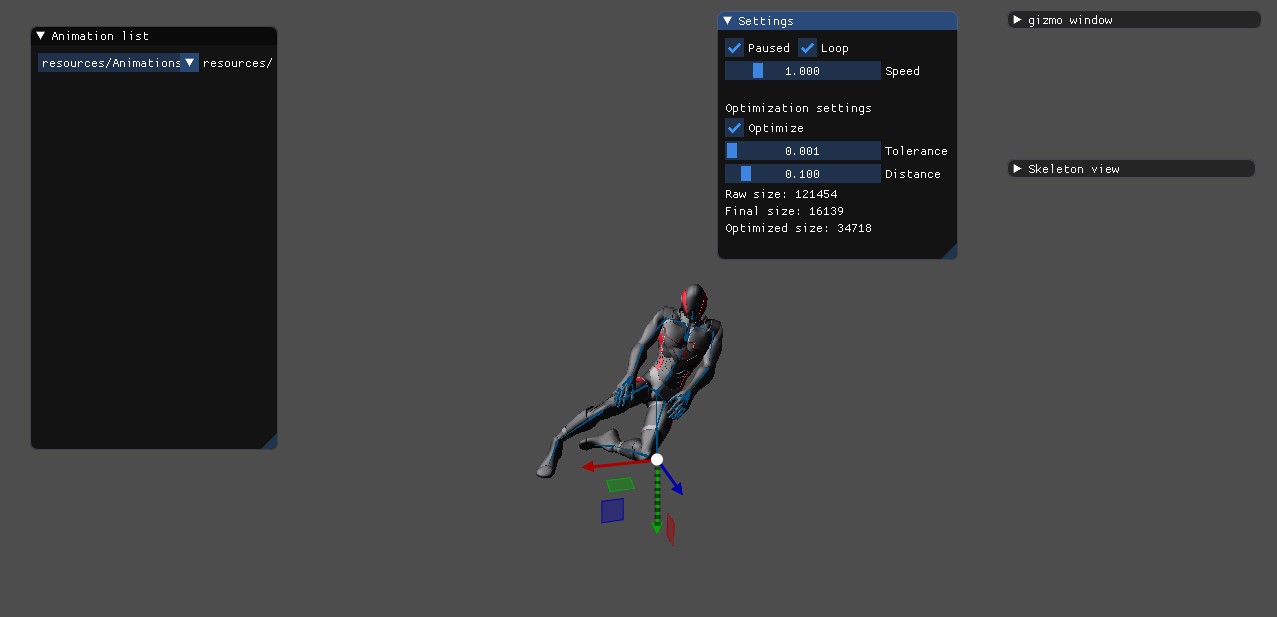 Animation list
resources/Animations resources/
Settings
Paused Loop
1.000 Speed
Optimization settings
Optimize
0.001 Tolerance
0.100 Distance
Raw size: 121454
Final size: 16139
Optimized size: 34718
gizmo window
Skeleton view